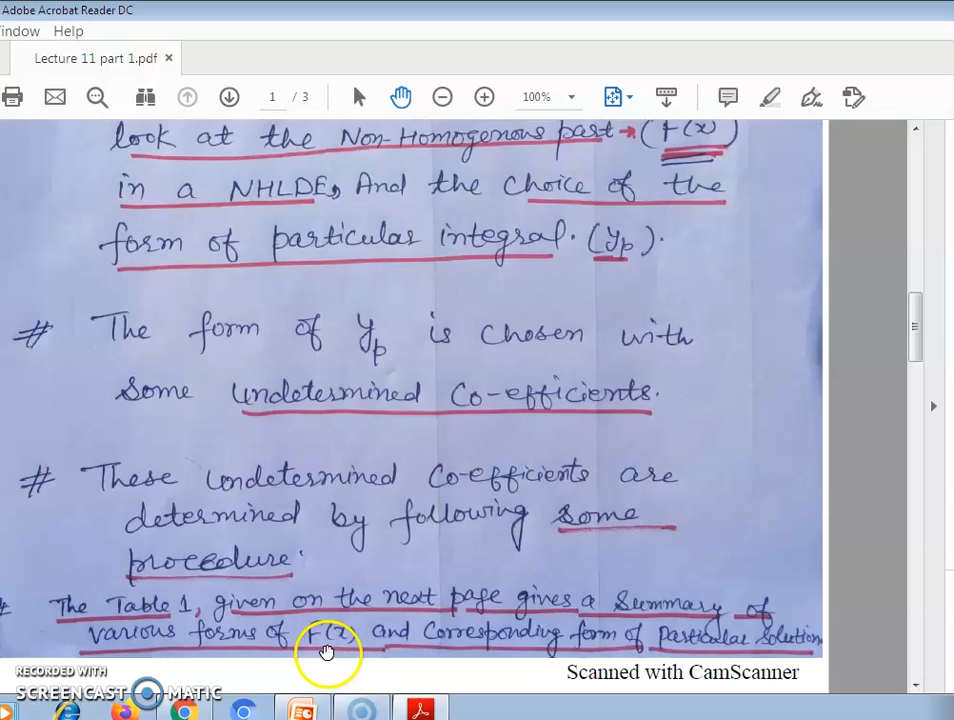 Adobe Acrobat Reader DC
indow Help
Lecture 11 part 1.pdf ×
1 / 3 100%
look at the Non-Homogenous part → (F(x))
in a NHLDE, And the choice of the
form of particular integral. (yp).
# The form of yp is chosen with
some undetermined Co-efficients.
# These undetermined Co-efficients are
determined by following some
procedure.
# The Table 1, given on the next page gives a Summary of
various forms of F(x) and Corresponding form of Particular Solution
Scanned with CamScanner
RECORDED WITH
SCREENCAST MATIC